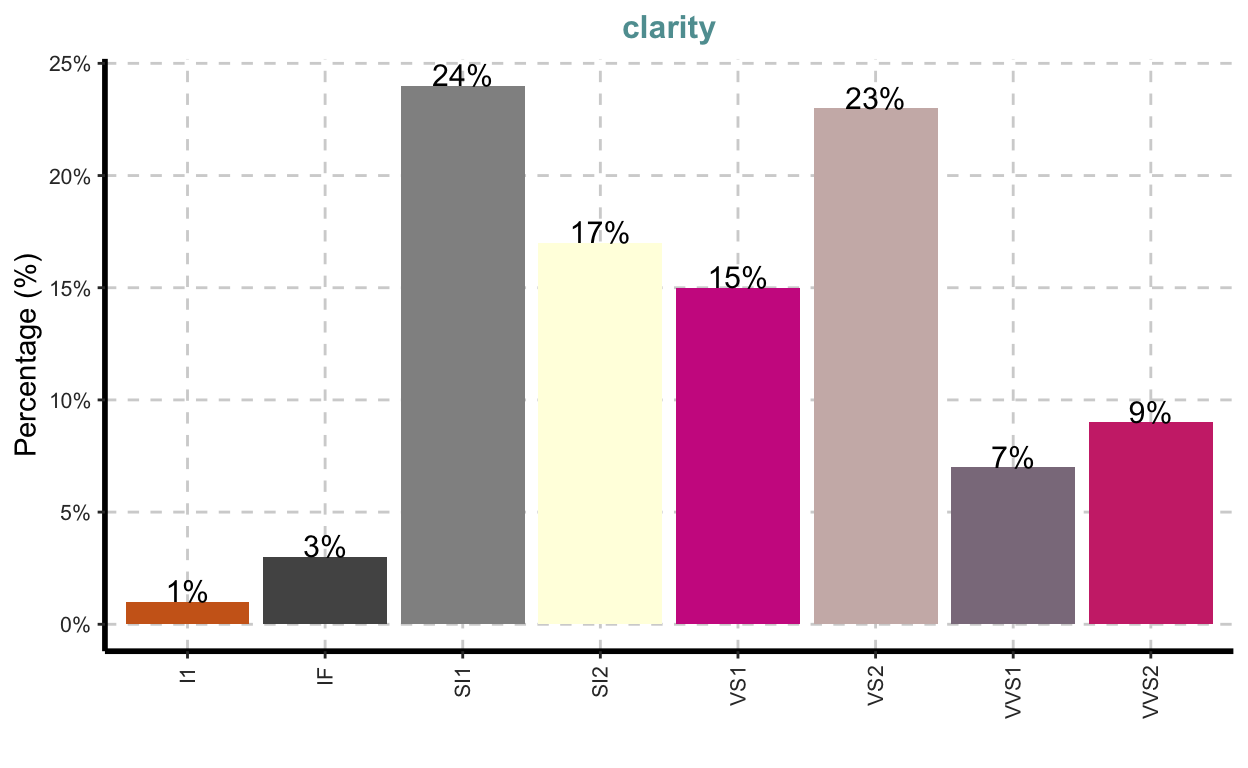 clarity
Percentage (%)
25%
20%
15%
10%
5%
0%
1%
3%
24%
17%
15%
23%
7%
9%
I1
IF
SI1
SI2
VS1
VS2
VVS1
VVS2